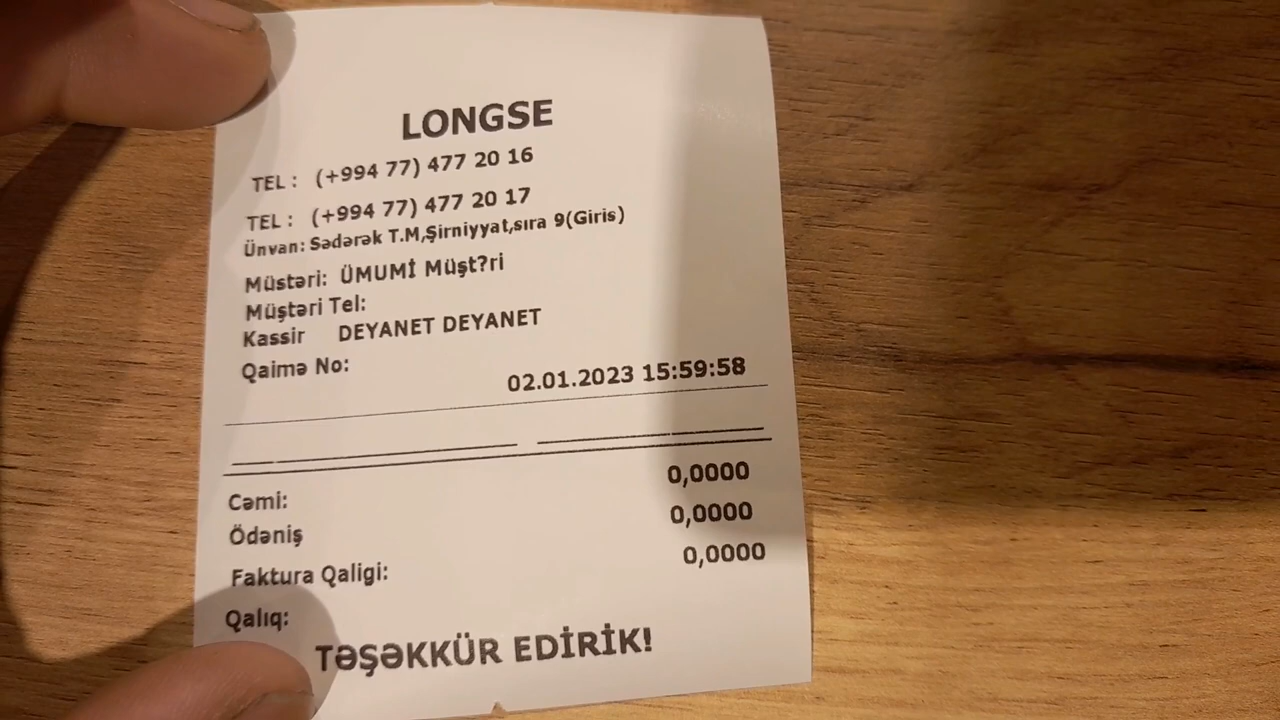 LONGSE
TEL : (+994 77) 477 20 16
TEL : (+994 77) 477 20 17
Ünvan: Sədərək T.M,Şirniyyat,sıra 9(Giris)
Müstəri: ÜMUMİ Müşt?ri
Müştəri Tel:
Kassir DEYANET DEYANET
Qaimə No:
02.01.2023 15:59:58
Cəmi: 0,0000
Ödəniş 0,0000
Faktura Qaligi: 0,0000
Qalıq:
TƏŞƏKKÜR EDİRİK!